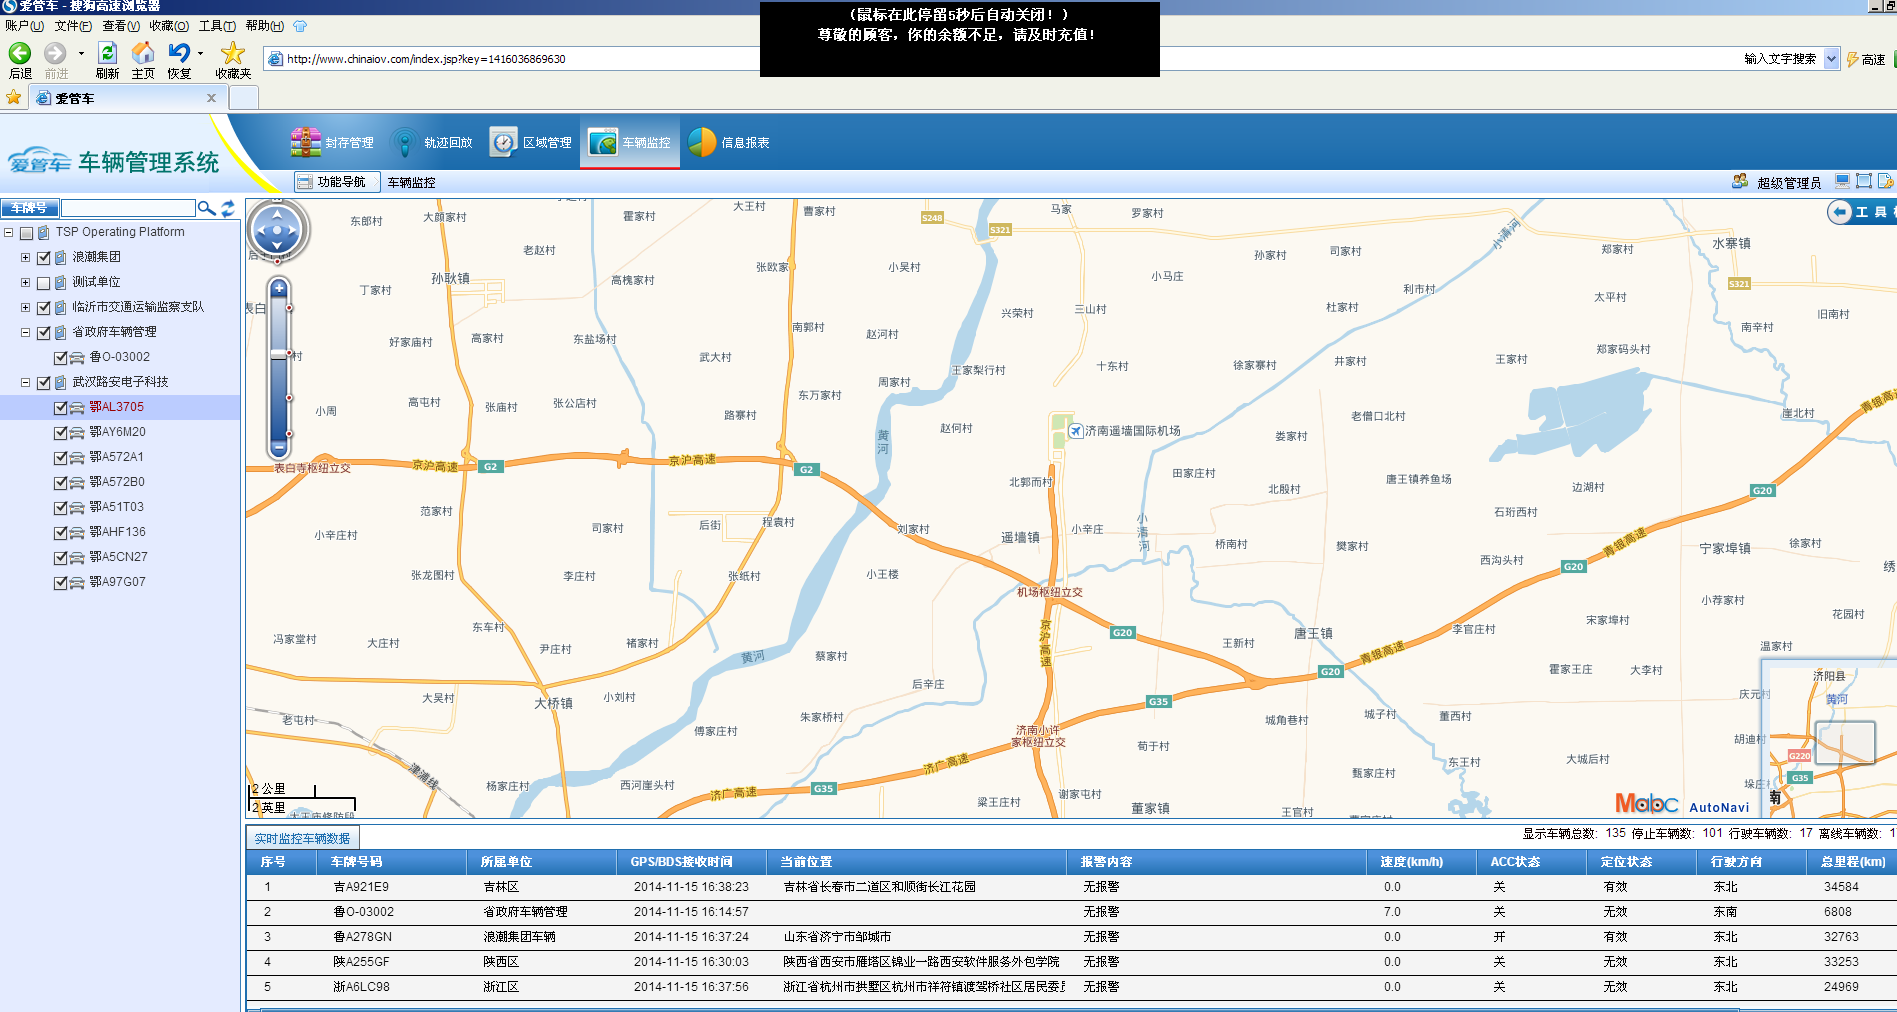 爱管车 - 搜狗高速浏览器
账户(U) 文件(F) 查看(V) 收藏(O) 工具(T) 帮助(H)
(鼠标在此停留5秒后自动关闭！)
尊敬的顾客，你的余额不足，请及时充值！
后退 前进 刷新 主页 恢复 收藏夹
http://www.chinaiov.com/index.jsp?key=1416036869630
输入文字搜索 高速
爱管车
爱管车 车辆管理系统
封存管理 轨迹回放 区域管理 车辆监控 信息报表
功能导航 车辆监控
超级管理员
车牌号
工 具
TSP Operating Platform
浪潮集团
测试单位
临沂市交通运输监察支队
省政府车辆管理
鲁O-03002
武汉路安电子科技
鄂AL3705
鄂AY6M20
鄂A572A1
鄂A572B0
鄂A51T03
鄂AHF136
鄂A5CN27
鄂A97G07
东郎村 大颜家村 霍家村 大王村 曹家村 S248 S321 马家 罗家村 小清河
老赵村 孙家村 司家村 郑家村 水寨镇
孙耿镇 高槐家村 张欧家 小吴村 小马庄 S321
丁家村 利市村 太平村
表白 兴荣村 三山村 杜家村 旧南村
南郭村 赵河村 南辛村
好家庙村 高家村 东盐场村 武大村 郑家码头村
王家梨行村 十东村 徐家寨村 井家村 王家村
周家村 东万家村
小周 高屯村 张庙村 张公店村 路寨村 老僧口村 崖北村 青银高速
赵何村 黄河 济南遥墙国际机场 娄家村
表白寺枢纽立交 京沪高速 G2 京沪高速 G2
田家庄村 唐王镇养鱼场 边湖村 G20
北郭而村 北殷村
范家村 司家村 后街 程袁村 刘家村 小辛庄 小清河 石珩西村
小辛庄村 遥墙镇 桥南村 樊家村 青银高速 宁家埠镇 徐家村
张龙图村 李庄村 张纸村 小王楼 西沟头村 G20 绣
机场枢纽立交 小荐家村
冯家堂村 大庄村 东车村 尹庄村 褚家村 京沪高速 G20 王新村 唐王镇 李官庄村 宋家埠村 花园村
黄河 蔡家村 青银高速 温家村
后辛庄 G20 霍家王庄 大李村
大吴村 大桥镇 小刘村 G35 庆元村 济阳县 黄河
老屯村 朱家桥村 城角巷村 城子村 董西村
傅家庄村 济南小许家枢纽立交 荀于村 胡迪村 G220
津浦线 济广高速 甄家庄村 东王村 大城后村 G35
杨家庄村 西河崖头村 济广高速 G35 梁王庄村 谢家屯村 董家镇 王官村 南
2 公里
2 英里
Mabc AutoNavi
实时监控车辆数据
显示车辆总数: 135 停止车辆数: 101 行驶车辆数: 17 离线车辆数: 1
序号 车牌号码 所属单位 GPS/BDS接收时间 当前位置 报警内容 速度(km/h) ACC状态 定位状态 行驶方向 总里程(km)
1 吉A921E9 吉林区 2014-11-15 16:38:23 吉林省长春市二道区和顺街长江花园 无报警 0.0 关 有效 东北 34584
2 鲁O-03002 省政府车辆管理 2014-11-15 16:14:57 无报警 7.0 关 无效 东南 6808
3 鲁A278GN 浪潮集团车辆 2014-11-15 16:37:24 山东省济宁市邹城市 无报警 0.0 开 有效 东北 32763
4 陕A255GF 陕西区 2014-11-15 16:30:03 陕西省西安市雁塔区锦业一路西安软件服务外包学院 无报警 0.0 关 无效 东北 33253
5 浙A6LC98 浙江区 2014-11-15 16:37:56 浙江省杭州市拱墅区杭州市祥符镇渡驾桥社区居民委员 无报警 0.0 关 无效 东北 24969